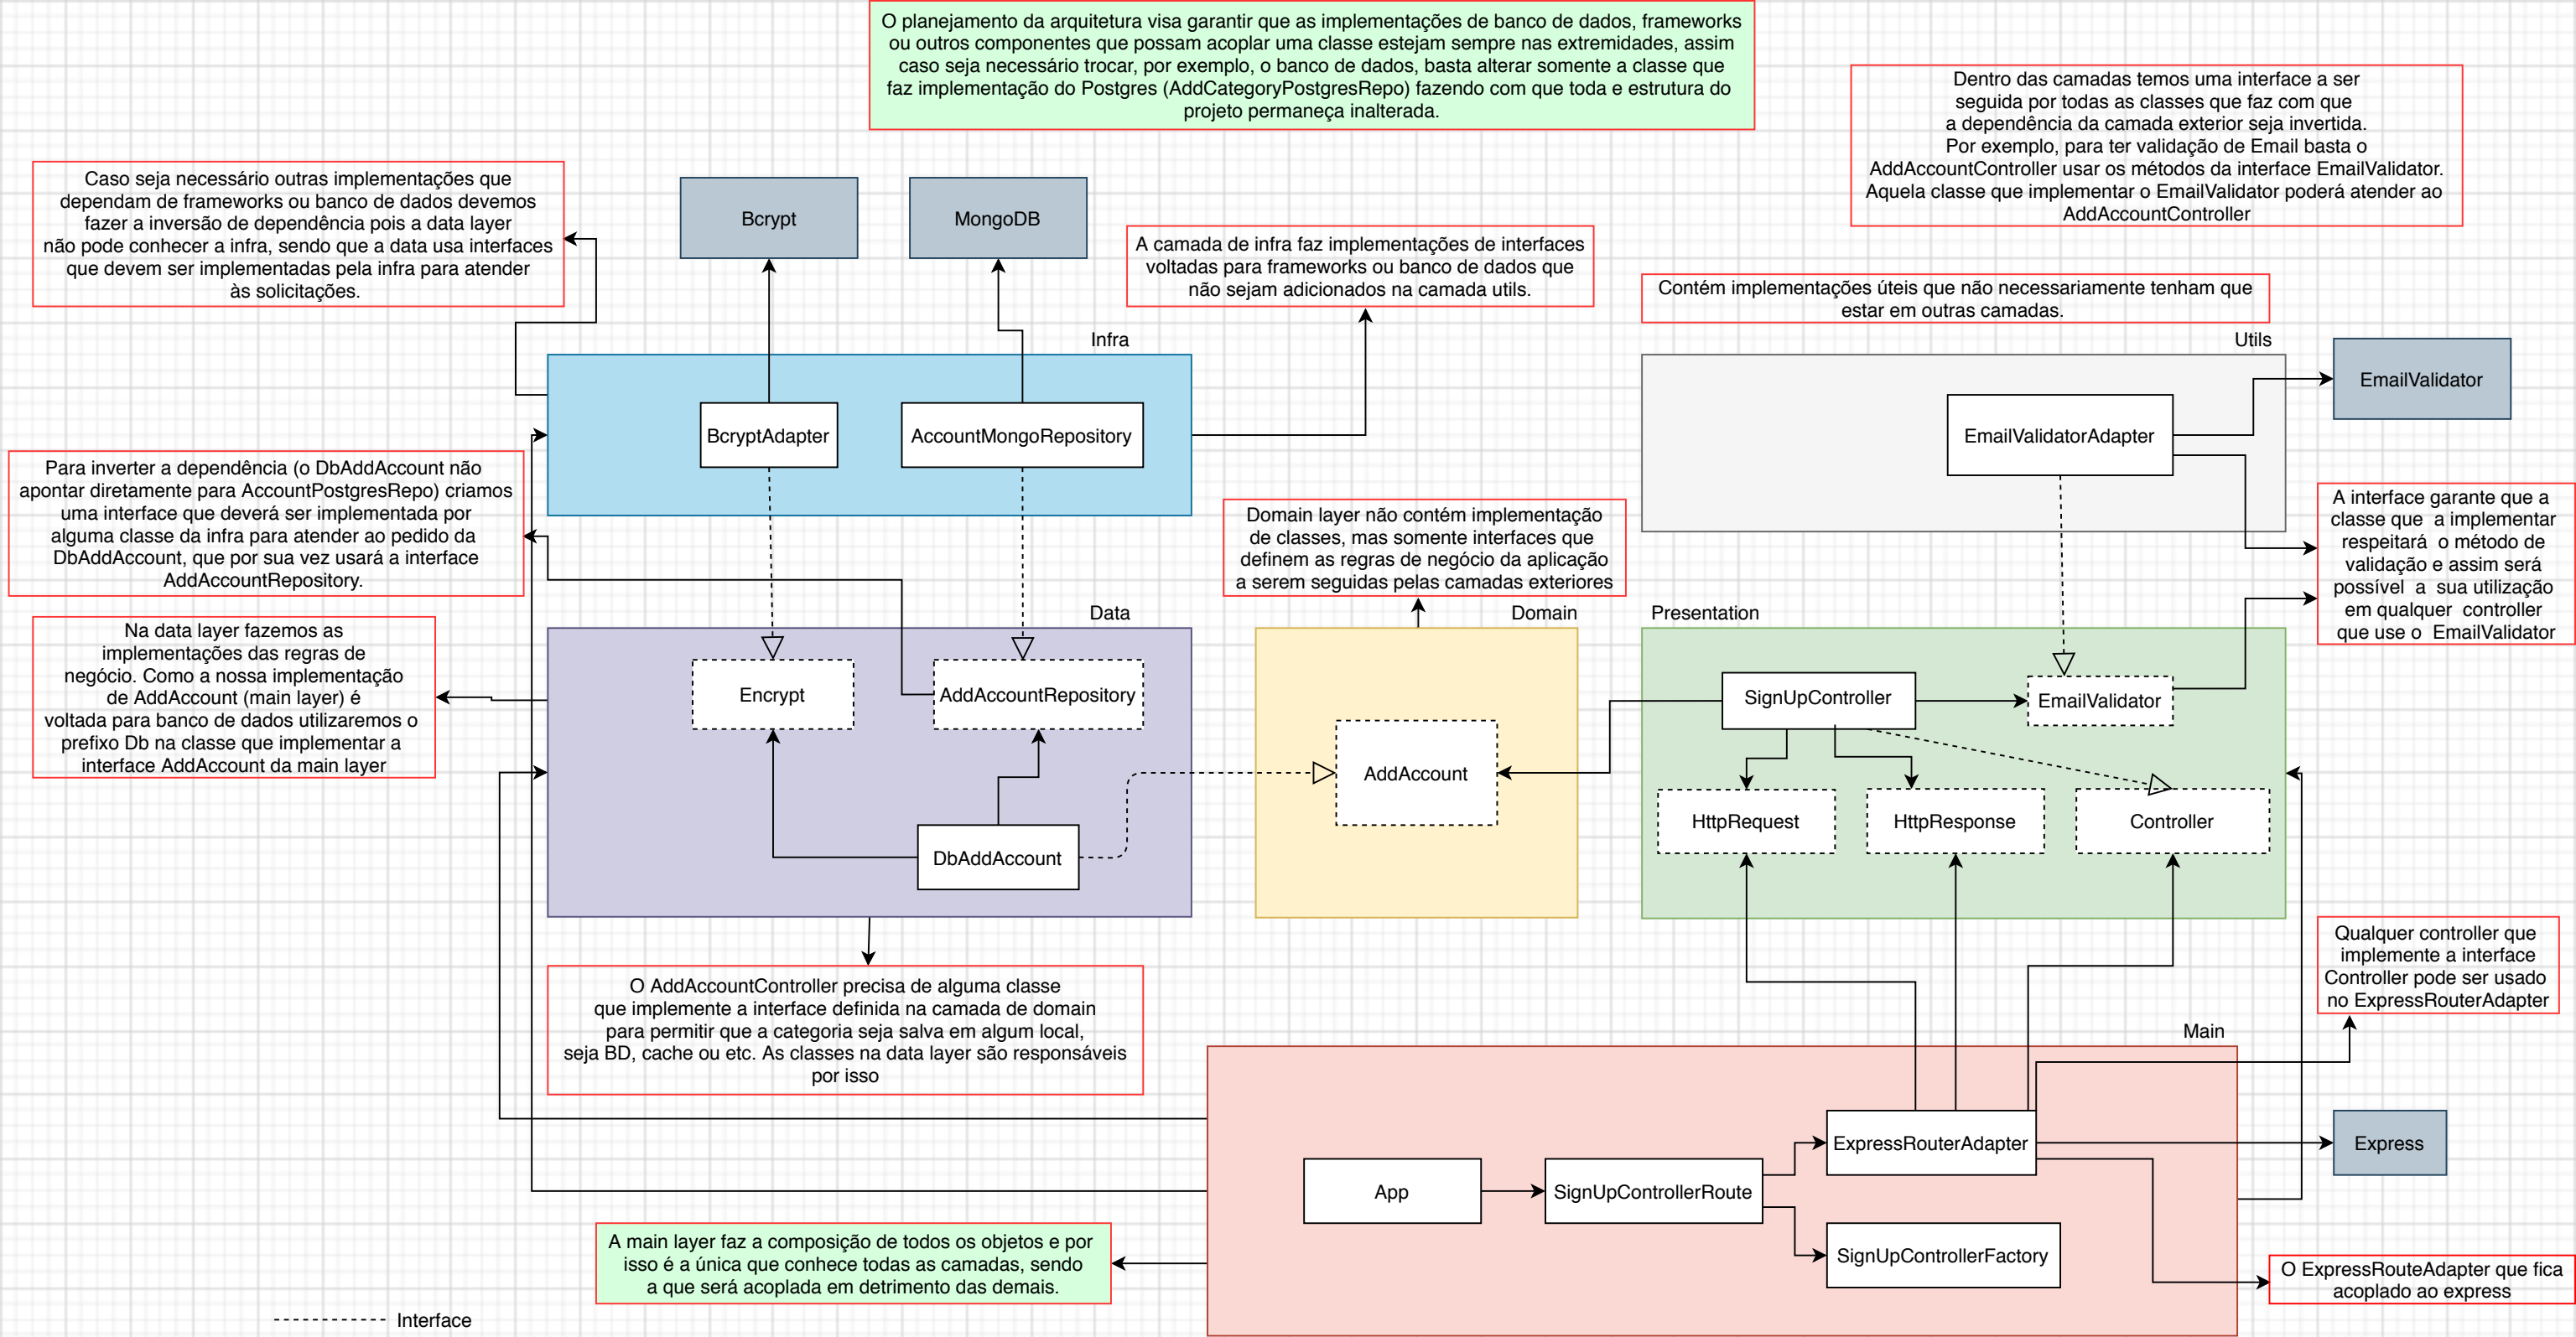 O planejamento da arquitetura visa garantir que as implementações de banco de dados, frameworks
ou outros componentes que possam acoplar uma classe estejam sempre nas extremidades, assim
caso seja necessário trocar, por exemplo, o banco de dados, basta alterar somente a classe que
faz implementação do Postgres (AddCategoryPostgresRepo) fazendo com que toda e estrutura do
projeto permaneça inalterada.
Dentro das camadas temos uma interface a ser
seguida por todas as classes que faz com que
a dependência da camada exterior seja invertida.
Por exemplo, para ter validação de Email basta o
AddAccountController usar os métodos da interface EmailValidator.
Aquela classe que implementar o EmailValidator poderá atender ao
AddAccountController
Caso seja necessário outras implementações que
dependam de frameworks ou banco de dados devemos
fazer a inversão de dependência pois a data layer
não pode conhecer a infra, sendo que a data usa interfaces
que devem ser implementadas pela infra para atender
às solicitações.
Bcrypt
MongoDB
A camada de infra faz implementações de interfaces
voltadas para frameworks ou banco de dados que
não sejam adicionados na camada utils.
Contém implementações úteis que não necessariamente tenham que
estar em outras camadas.
Infra
Utils
EmailValidator
BcryptAdapter
AccountMongoRepository
EmailValidatorAdapter
Para inverter a dependência (o DbAddAccount não
apontar diretamente para AccountPostgresRepo) criamos
uma interface que deverá ser implementada por
alguma classe da infra para atender ao pedido da
DbAddAccount, que por sua vez usará a interface
AddAccountRepository.
Domain layer não contém implementação
de classes, mas somente interfaces que
definem as regras de negócio da aplicação
a serem seguidas pelas camadas exteriores
A interface garante que a
classe que a implementar
respeitará o método de
validação e assim será
possível a sua utilização
em qualquer controller
que use o EmailValidator
Data
Domain
Presentation
Na data layer fazemos as
implementações das regras de
negócio. Como a nossa implementação
de AddAccount (main layer) é
voltada para banco de dados utilizaremos o
prefixo Db na classe que implementar a
interface AddAccount da main layer
Encrypt
AddAccountRepository
SignUpController
EmailValidator
AddAccount
HttpRequest
HttpResponse
Controller
DbAddAccount
Qualquer controller que
implemente a interface
Controller pode ser usado
no ExpressRouterAdapter
O AddAccountController precisa de alguma classe
que implemente a interface definida na camada de domain
para permitir que a categoria seja salva em algum local,
seja BD, cache ou etc. As classes na data layer são responsáveis
por isso
Main
ExpressRouterAdapter
Express
App
SignUpControllerRoute
SignUpControllerFactory
A main layer faz a composição de todos os objetos e por
isso é a única que conhece todas as camadas, sendo
a que será acoplada em detrimento das demais.
O ExpressRouteAdapter que fica
acoplado ao express
Interface